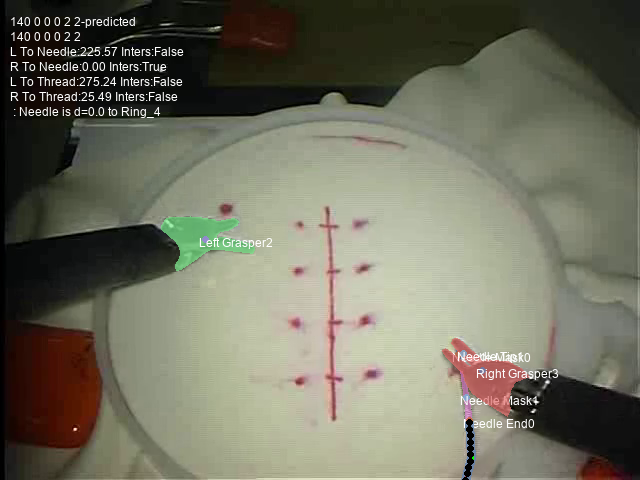 140 0 0 0 2 2-predicted
140 0 0 0 2 2
L To Needle:225.57 Inters:False
R To Needle:0.00 Inters:True
L To Thread:275.24 Inters:False
R To Thread:25.49 Inters:False
: Needle is d=0.0 to Ring_4
Left Grasper2
Right Grasper3
Needle Mask1
Needle End0